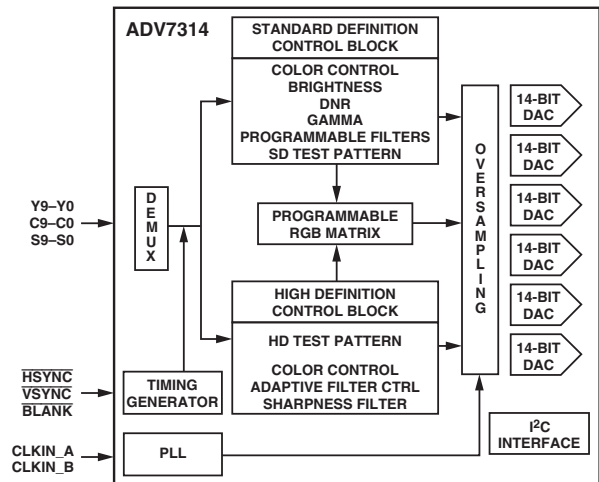 ADV7314
STANDARD DEFINITION
CONTROL BLOCK
COLOR CONTROL
BRIGHTNESS
DNR
GAMMA
PROGRAMMABLE FILTERS
SD TEST PATTERN
Y9–Y0
C9–C0
S9–S0
DEMUX
PROGRAMMABLE
RGB MATRIX
HIGH DEFINITION
CONTROL BLOCK
HD TEST PATTERN
COLOR CONTROL
ADAPTIVE FILTER CTRL
SHARPNESS FILTER
HSYNC
VSYNC
BLANK
TIMING
GENERATOR
CLKIN_A
CLKIN_B
PLL
OVERSAMPLING
14-BIT
DAC
14-BIT
DAC
14-BIT
DAC
14-BIT
DAC
14-BIT
DAC
14-BIT
DAC
I²C
INTERFACE